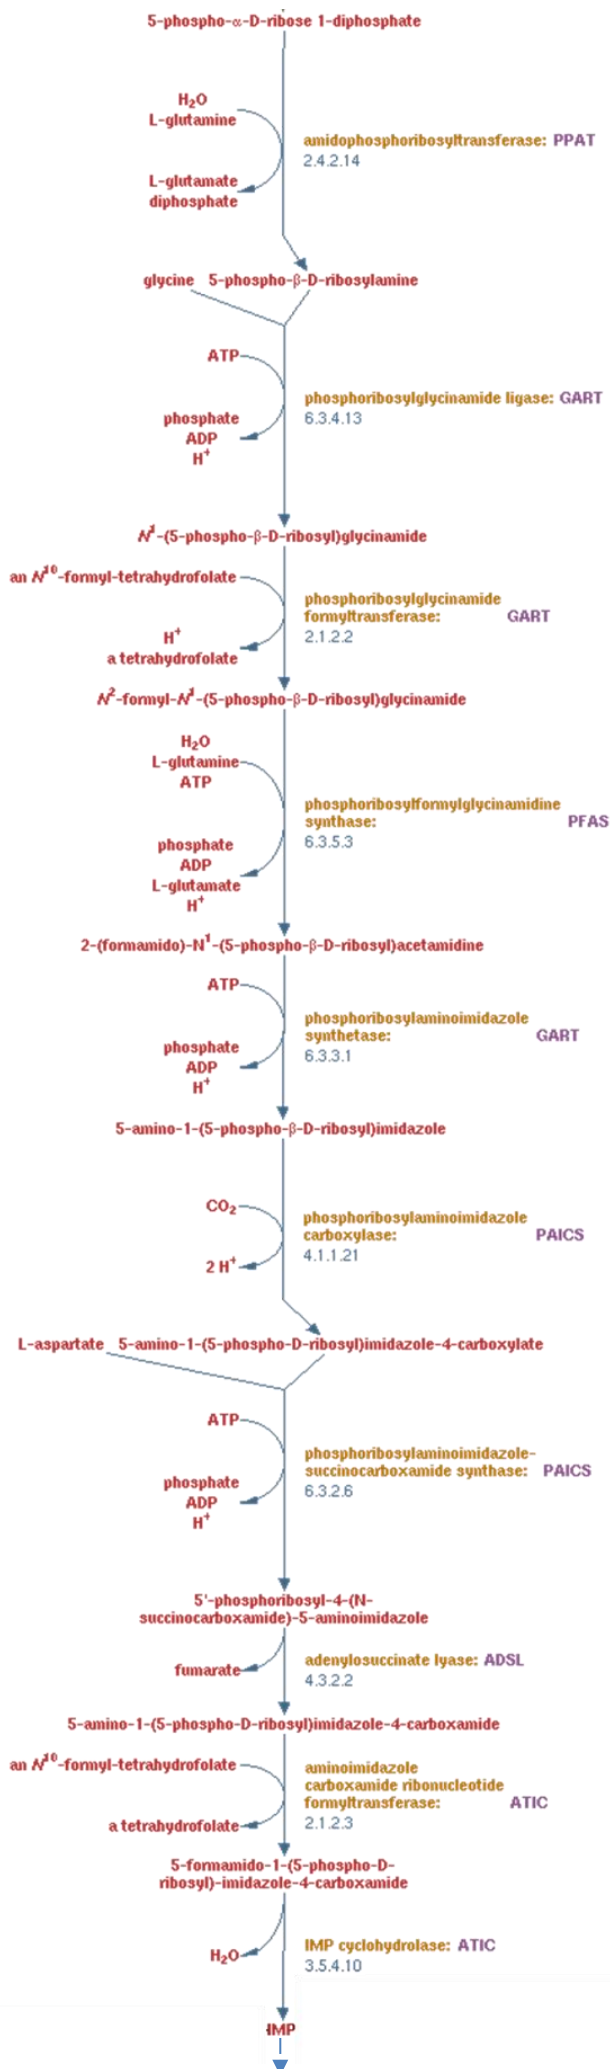 5-phospho-α-D-ribose 1-diphosphate
H₂O
L-glutamine
amidophosphoribosyltransferase: PPAT
2.4.2.14
L-glutamate
diphosphate
glycine 5-phospho-β-D-ribosylamine
ATP
phosphoribosylglycinamide ligase: GART
6.3.4.13
phosphate
ADP
H⁺
N¹-(5-phospho-β-D-ribosyl)glycinamide
an N¹⁰-formyl-tetrahydrofolate
phosphoribosylglycinamide
formyltransferase: GART
2.1.2.2
H⁺
a tetrahydrofolate
N²-formyl-N¹-(5-phospho-β-D-ribosyl)glycinamide
H₂O
L-glutamine
ATP
phosphoribosylformylglycinamidine
synthase: PFAS
6.3.5.3
phosphate
ADP
L-glutamate
H⁺
2-(formamido)-N¹-(5-phospho-β-D-ribosyl)acetamidine
ATP
phosphoribosylaminoimidazole
synthetase: GART
6.3.3.1
phosphate
ADP
H⁺
5-amino-1-(5-phospho-β-D-ribosyl)imidazole
CO₂
phosphoribosylaminoimidazole
carboxylase: PAICS
4.1.1.21
2 H⁺
L-aspartate 5-amino-1-(5-phospho-D-ribosyl)imidazole-4-carboxylate
ATP
phosphoribosylaminoimidazole-
succinocarboxamide synthase: PAICS
6.3.2.6
phosphate
ADP
H⁺
5'-phosphoribosyl-4-(N-
succinocarboxamide)-5-aminoimidazole
fumarate
adenylosuccinate lyase: ADSL
4.3.2.2
5-amino-1-(5-phospho-D-ribosyl)imidazole-4-carboxamide
an N¹⁰-formyl-tetrahydrofolate
aminoimidazole
carboxamide ribonucleotide
formyltransferase: ATIC
2.1.2.3
a tetrahydrofolate
5-formamido-1-(5-phospho-D-
ribosyl)-imidazole-4-carboxamide
H₂O
IMP cyclohydrolase: ATIC
3.5.4.10
IMP